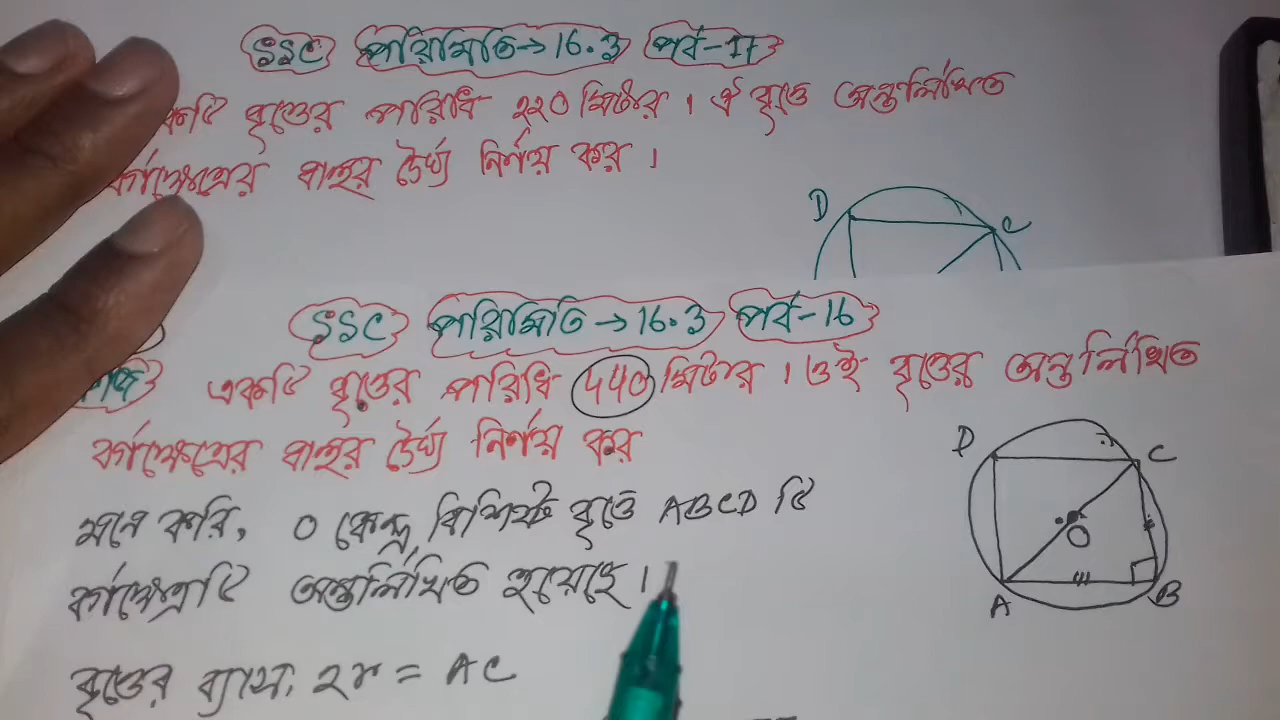 SSC পরিমিতি→16.3 পর্ব-17
একটি বৃত্তের পরিধি ২২০ মিটার। ঐ বৃত্তে অন্তর্লিখিত
বর্গক্ষেত্রের বাহুর দৈর্ঘ্য নির্ণয় কর।
D
C
SSC পরিমিতি→16.3 পর্ব-16
একটি বৃত্তের পরিধি 440 মিটার। ওই বৃত্তের অন্তর্লিখিত
বর্গক্ষেত্রের বাহুর দৈর্ঘ্য নির্ণয় কর
D C
মনে করি, O কেন্দ্র বিশিষ্ট বৃত্তে ABCD টি
O
বর্গক্ষেত্রটি অন্তর্লিখিত হয়েছে।
A B
বৃত্তের ব্যাস, ২r = AC